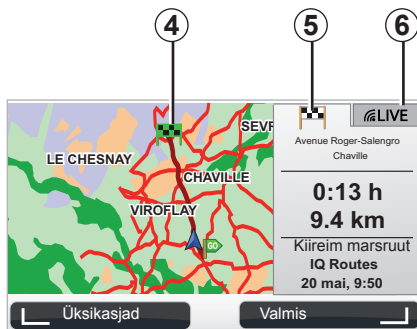 4 5 6
LIVE
SEVR
Avenue Roger-Salengro
Chaville
LE CHESNAY
CHAVILLE
0:13 h
9.4 km
VIROFLAY
GO
Kiireim marsruut
IQ Routes
20 mai, 9:50
Üksikasjad
Valmis